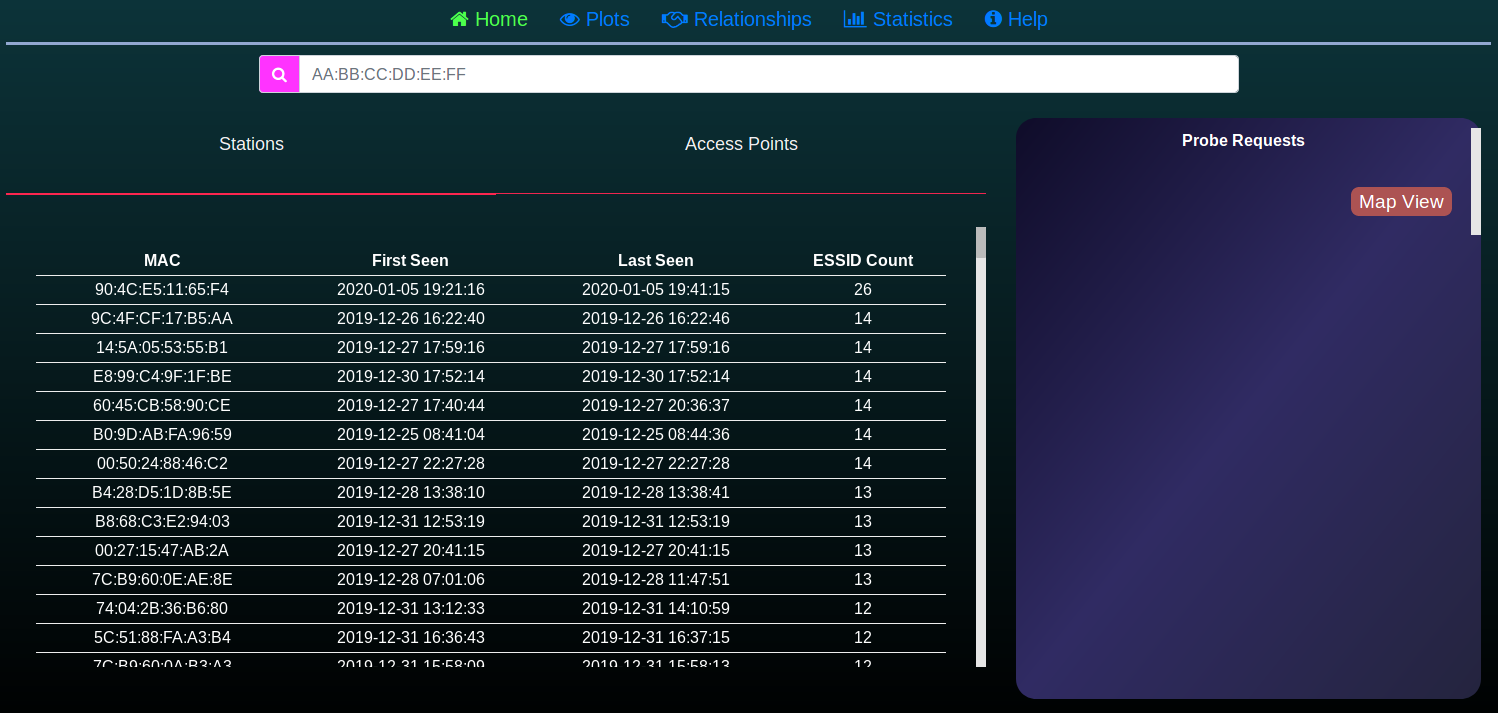 Home Plots Relationships Statistics Help
AA:BB:CC:DD:EE:FF
Stations Access Points
Probe Requests
Map View
MAC First Seen Last Seen ESSID Count
90:4C:E5:11:65:F4 2020-01-05 19:21:16 2020-01-05 19:41:15 26
9C:4F:CF:17:B5:AA 2019-12-26 16:22:40 2019-12-26 16:22:46 14
14:5A:05:53:55:B1 2019-12-27 17:59:16 2019-12-27 17:59:16 14
E8:99:C4:9F:1F:BE 2019-12-30 17:52:14 2019-12-30 17:52:14 14
60:45:CB:58:90:CE 2019-12-27 17:40:44 2019-12-27 20:36:37 14
B0:9D:AB:FA:96:59 2019-12-25 08:41:04 2019-12-25 08:44:36 14
00:50:24:88:46:C2 2019-12-27 22:27:28 2019-12-27 22:27:28 14
B4:28:D5:1D:8B:5E 2019-12-28 13:38:10 2019-12-28 13:38:41 13
B8:68:C3:E2:94:03 2019-12-31 12:53:19 2019-12-31 12:53:19 13
00:27:15:47:AB:2A 2019-12-27 20:41:15 2019-12-27 20:41:15 13
7C:B9:60:0E:AE:8E 2019-12-28 07:01:06 2019-12-28 11:47:51 13
74:04:2B:36:B6:80 2019-12-31 13:12:33 2019-12-31 14:10:59 12
5C:51:88:FA:A3:B4 2019-12-31 16:36:43 2019-12-31 16:37:15 12
7C:B9:60:0A:B3:A3 2019-12-31 15:58:09 2019-12-31 15:58:13 12